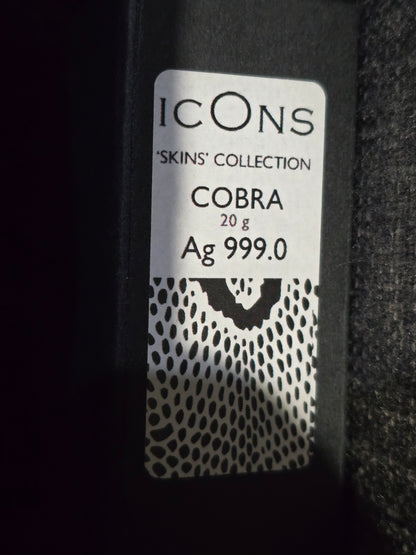 ICONS
'SKINS' COLLECTION
COBRA
20 g
Ag 999.0